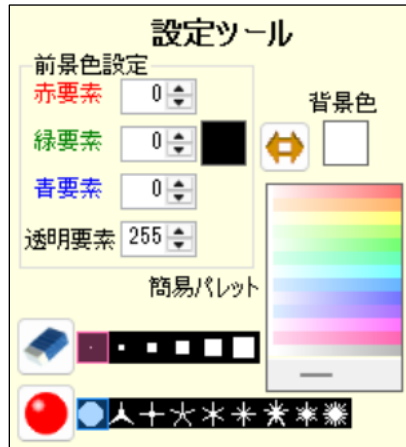 設定ツール
前景色設定
赤要素 0
背景色
緑要素 0
青要素 0
透明要素 255
簡易パレット